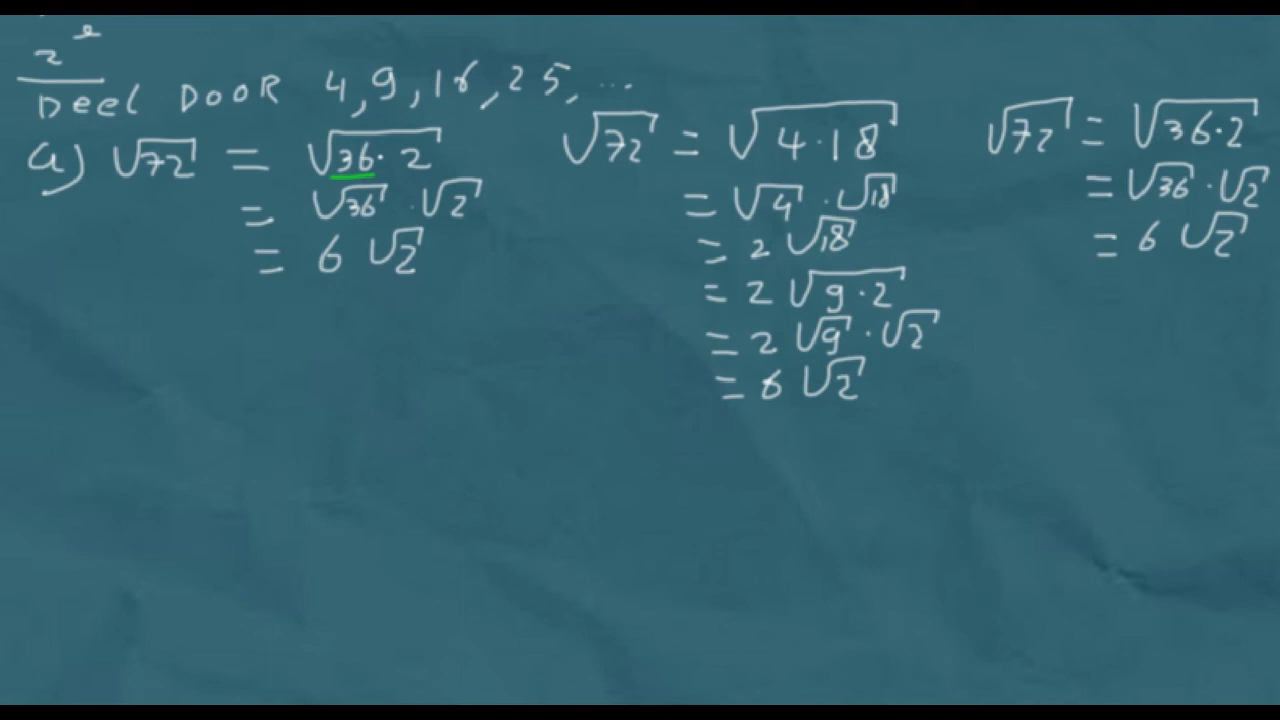 2e
DEEL DOOR 4, 9, 16, 25, ...
a) √72 = √36·2
= √36 · √2
= 6 √2
√72 = √4·18
= √4 · √18
= 2 √18
= 2 √9·2
= 2 √9 · √2
= 6 √2
√72 = √36·2
= √36 · √2
= 6 √2